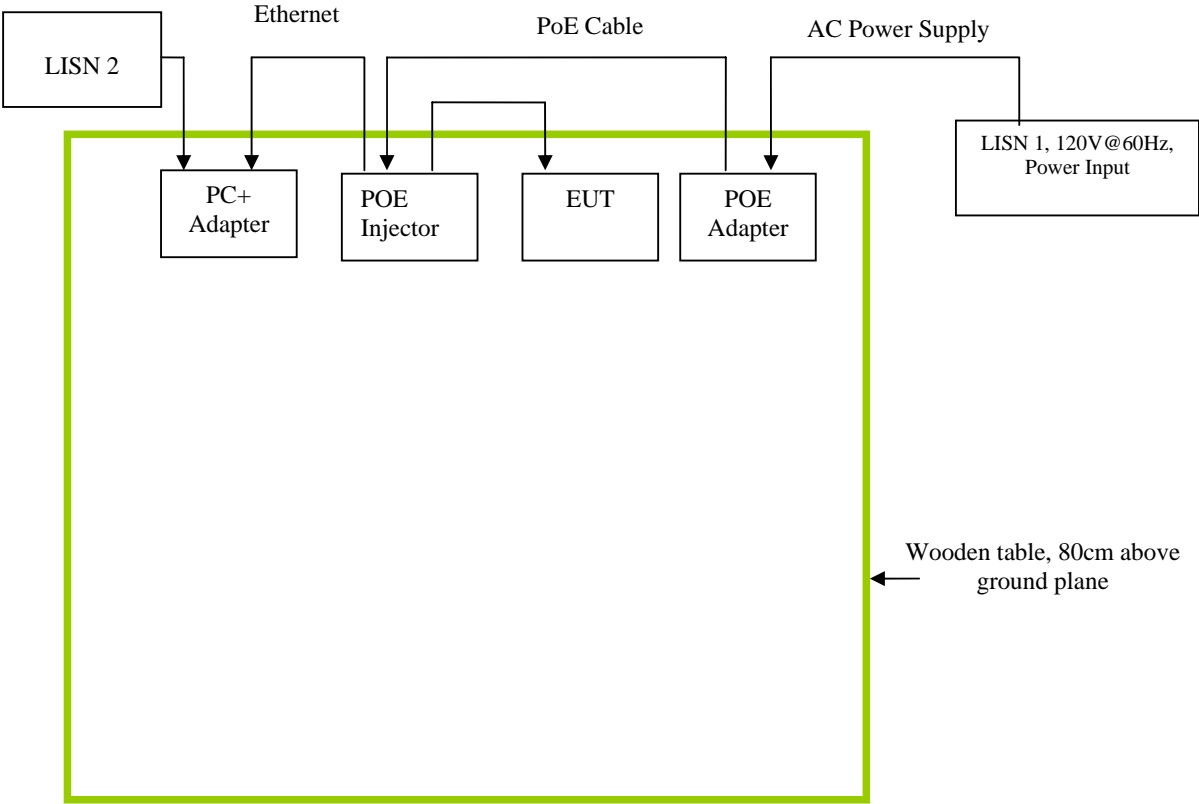 Ethernet
PoE Cable
AC Power Supply
LISN 2
LISN 1, 120V@60Hz,
Power Input
PC+
Adapter
POE
Injector
EUT
POE
Adapter
Wooden table, 80cm above
ground plane